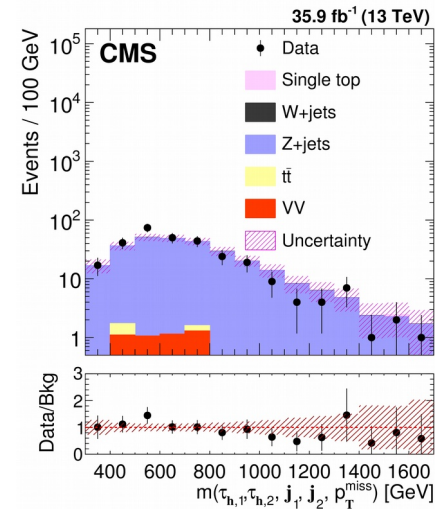 35.9 fb⁻¹ (13 TeV)
CMS
Data
Single top
W+jets
Z+jets
tt̄
VV
Uncertainty
Events / 100 GeV
10⁵
10⁴
10³
10²
10
1
Data/Bkg
3
2
1
0
400 600 800 1000 1200 1400 1600
m(τh,1,τh,2, j1, j2, pTmiss) [GeV]